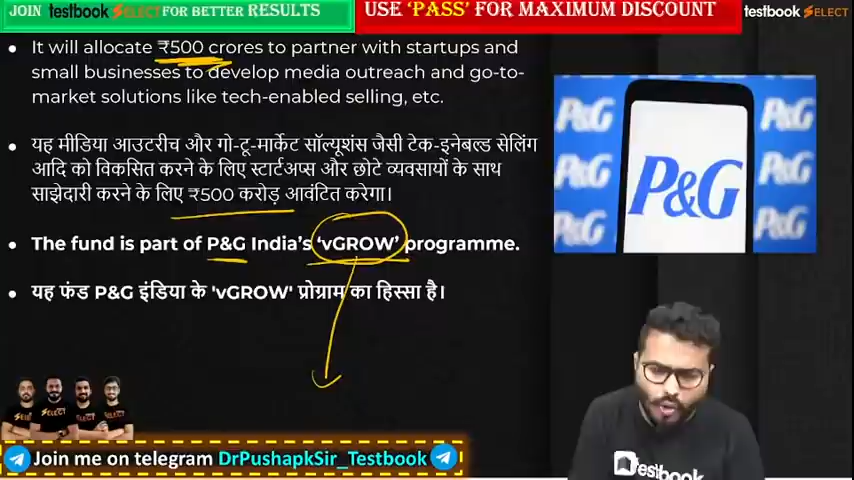 JOIN testbook SELECT FOR BETTER RESULTS
USE 'PASS' FOR MAXIMUM DISCOUNT
testbook SELECT
• It will allocate ₹500 crores to partner with startups and
small businesses to develop media outreach and go-to-
market solutions like tech-enabled selling, etc.
• यह मीडिया आउटरीच और गो-टू-मार्केट सॉल्यूशंस जैसी टेक-इनेबल्ड सेलिंग
आदि को विकसित करने के लिए स्टार्टअप्स और छोटे व्यवसायों के साथ
साझेदारी करने के लिए ₹500 करोड़ आवंटित करेगा।
• The fund is part of P&G India's 'vGROW' programme.
• यह फंड P&G इंडिया के 'vGROW' प्रोग्राम का हिस्सा है।
P&G
P&G
P&G
P&G
P&G
P&G
P&G
SELECT
Join me on telegram DrPushapkSir_Testbook
testbook